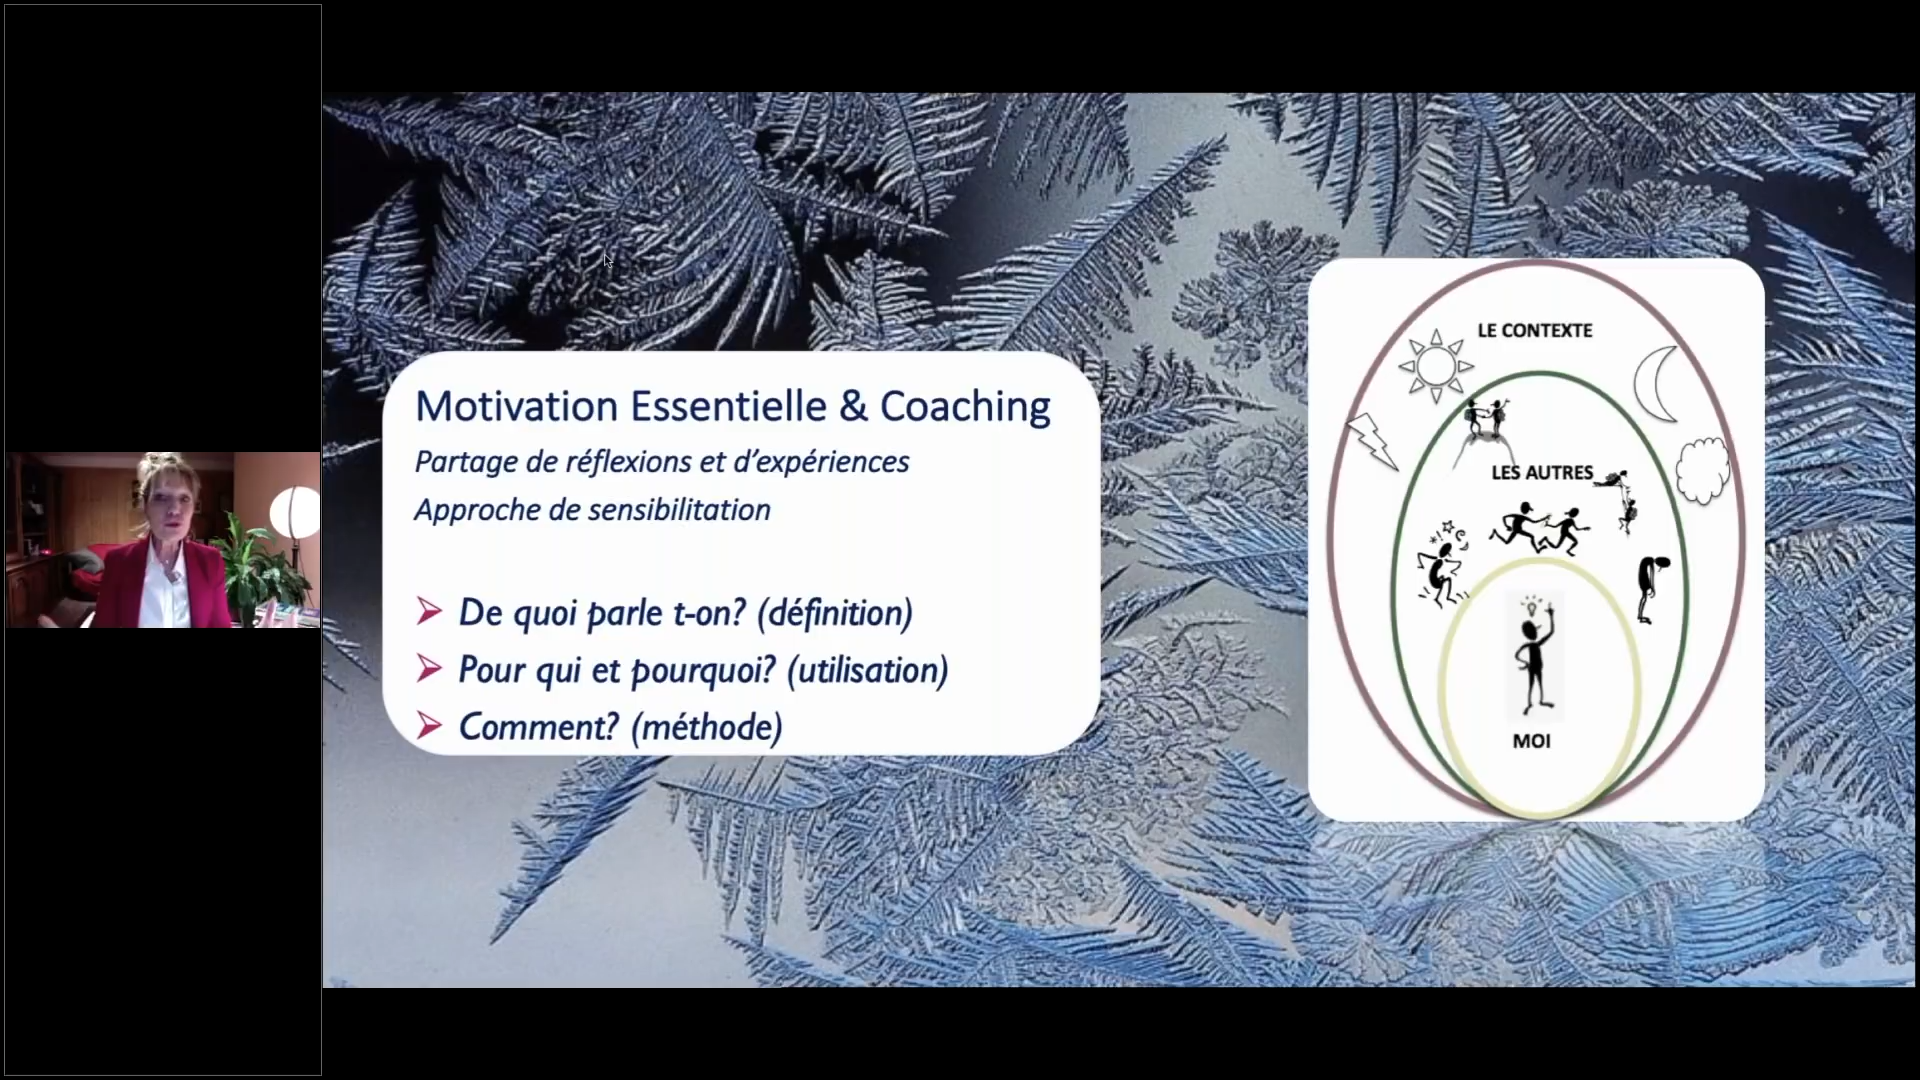 Motivation Essentielle & Coaching
Partage de réflexions et d'expériences
Approche de sensibilitation
De quoi parle t-on? (définition)
Pour qui et pourquoi? (utilisation)
Comment? (méthode)
LE CONTEXTE
LES AUTRES
MOI